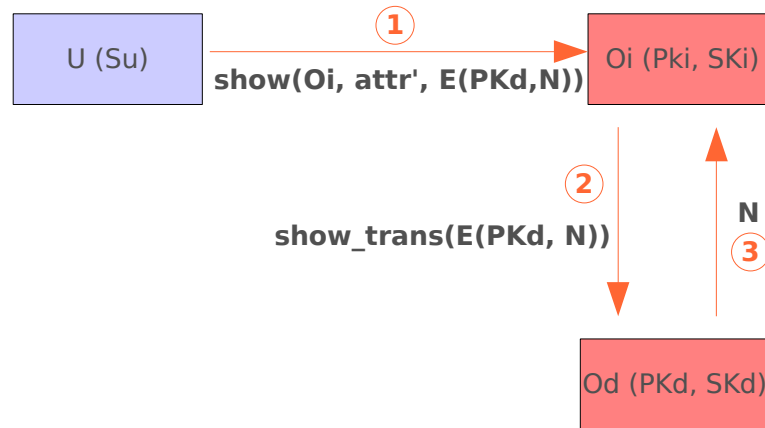 1
U (Su)
Oi (Pki, SKi)
show(Oi, attr', E(PKd,N))
2
N
show_trans(E(PKd, N))
3
Od (PKd, SKd)